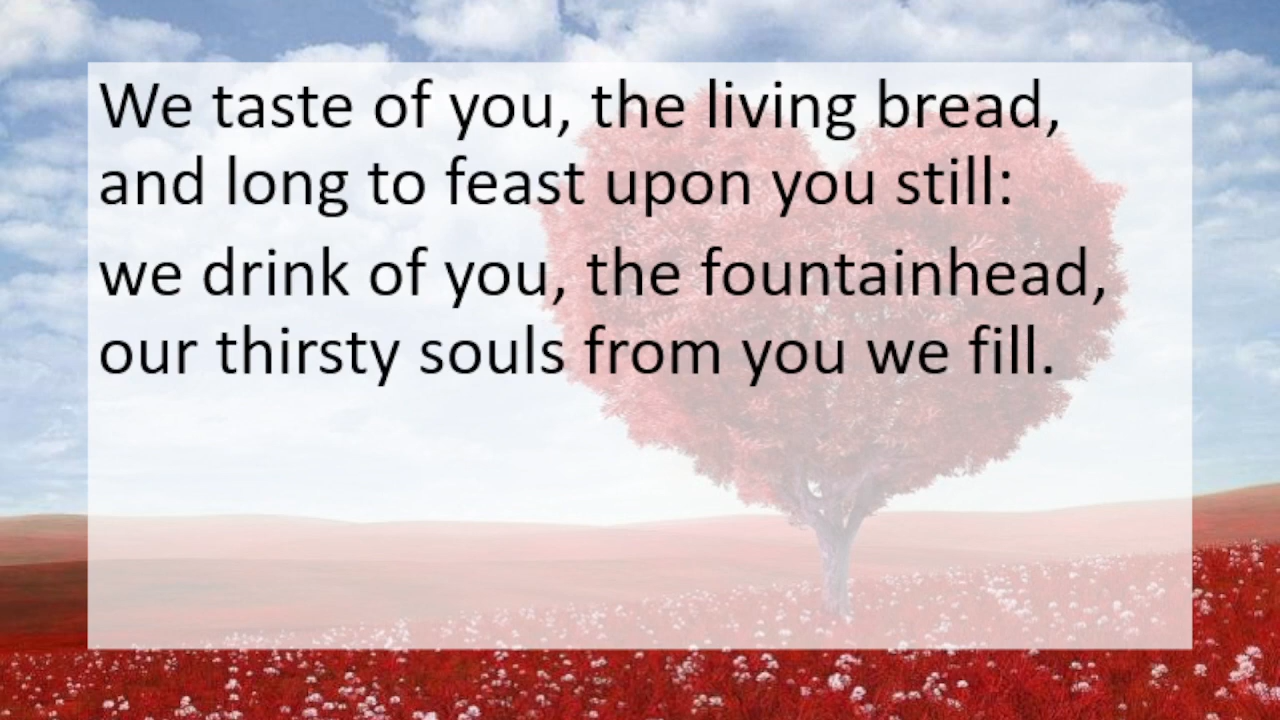 We taste of you, the living bread,
and long to feast upon you still:
we drink of you, the fountainhead,
our thirsty souls from you we fill.